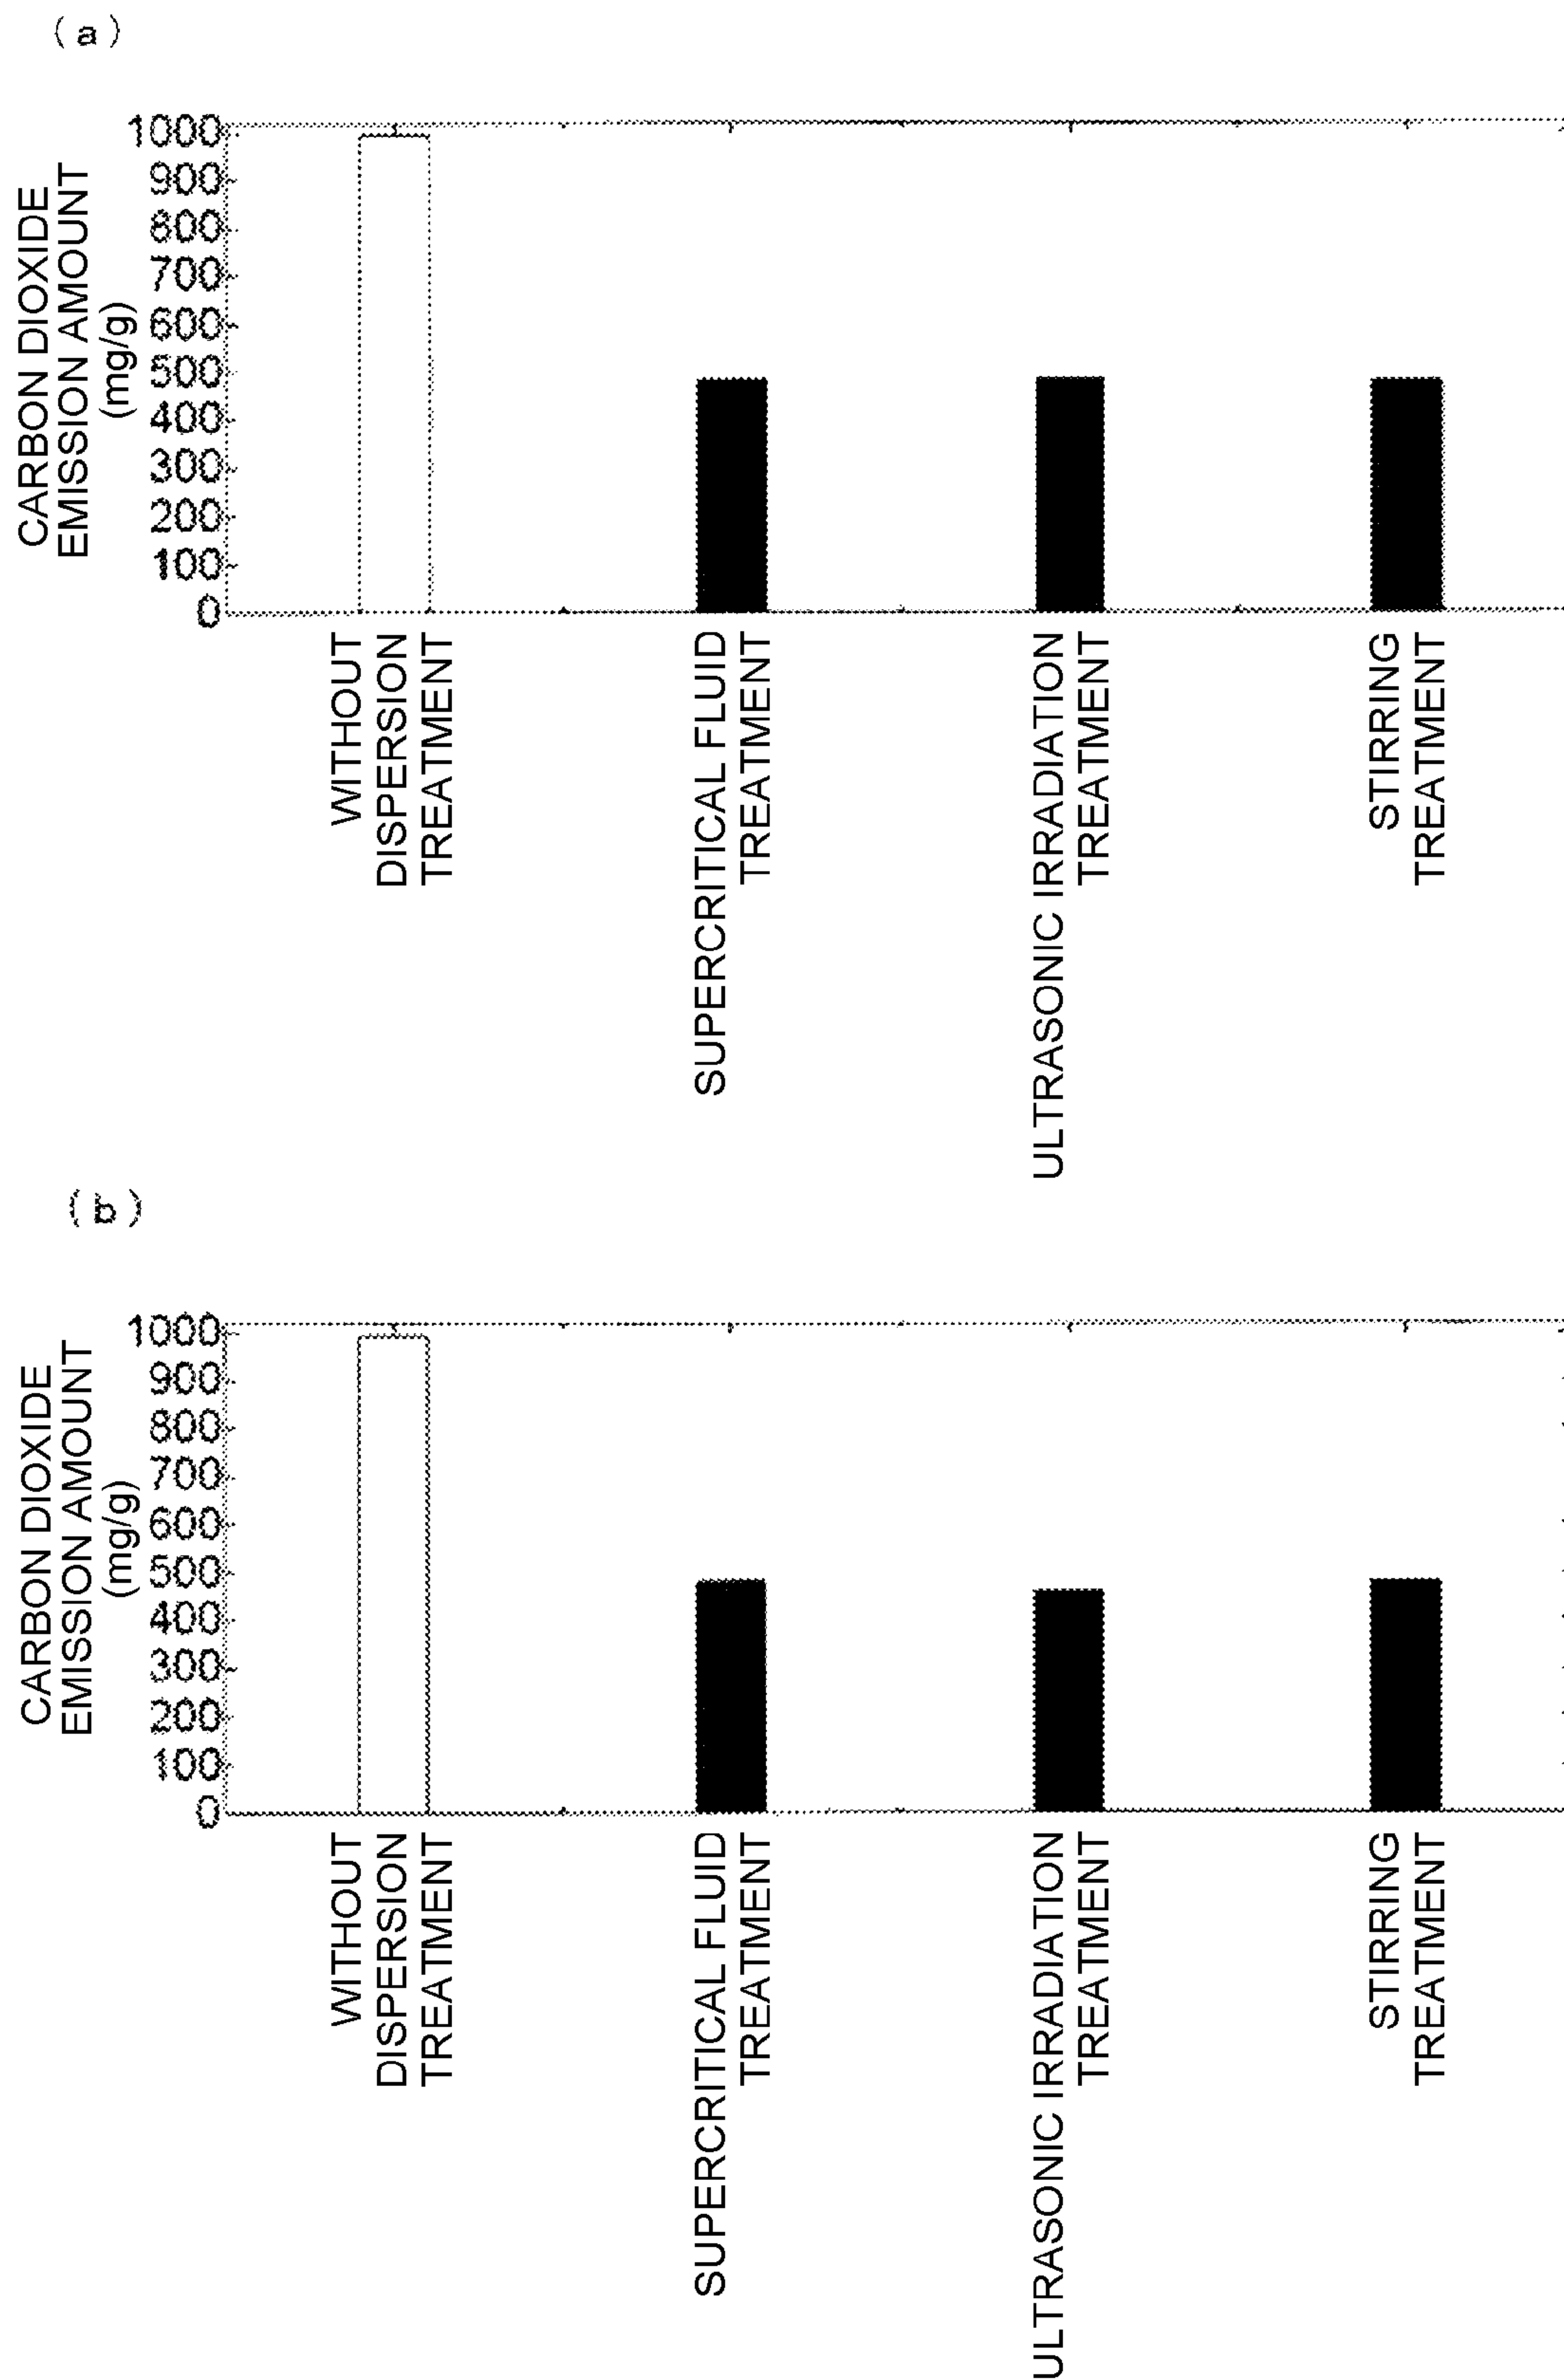 (a)
CARBON DIOXIDE
EMISSION AMOUNT
(mg/g)
1000
900
800
700
600
500
400
300
200
100
0
WITHOUT
DISPERSION
TREATMENT
SUPERCRITICAL FLUID
TREATMENT
ULTRASONIC IRRADIATION
TREATMENT
STIRRING
TREATMENT
(b)
CARBON DIOXIDE
EMISSION AMOUNT
(mg/g)
1000
900
800
700
600
500
400
300
200
100
0
WITHOUT
DISPERSION
TREATMENT
SUPERCRITICAL FLUID
TREATMENT
ULTRASONIC IRRADIATION
TREATMENT
STIRRING
TREATMENT